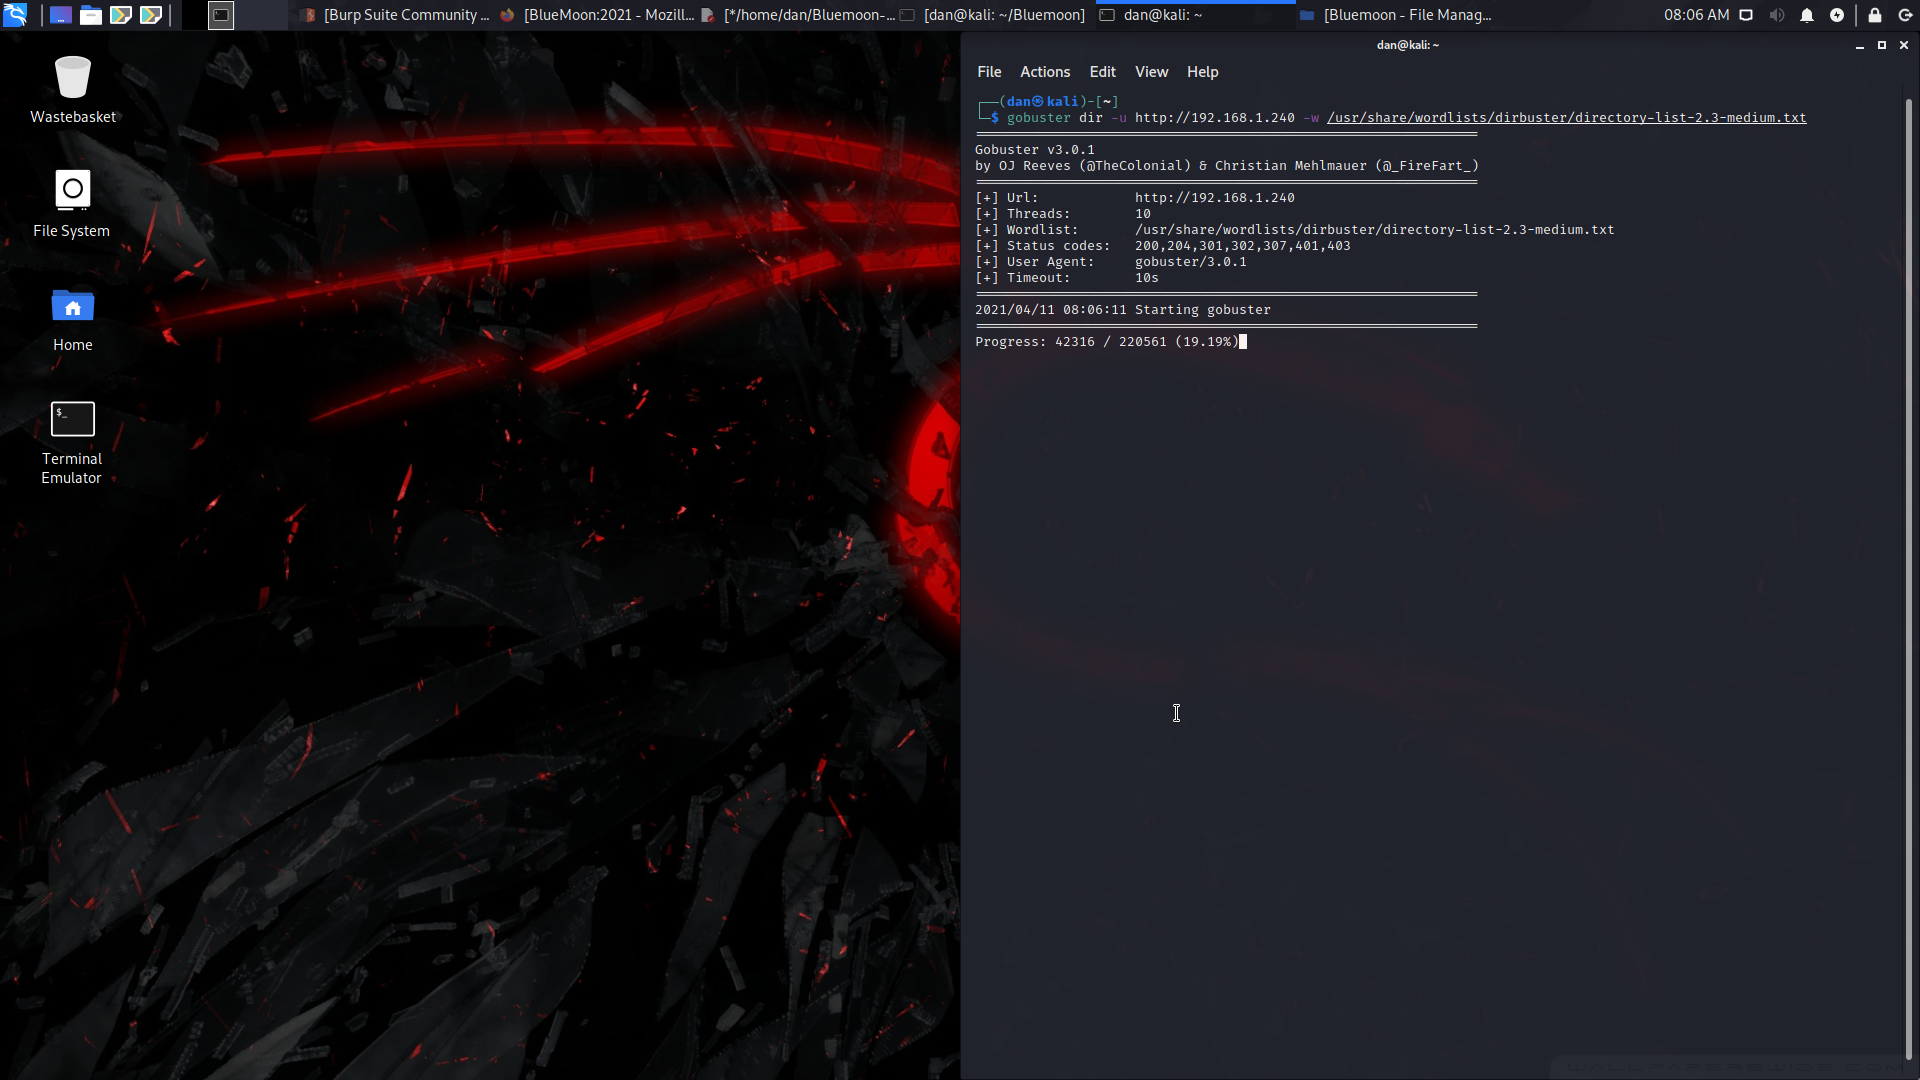 [Burp Suite Community ...
[BlueMoon:2021 - Mozill...
[*/home/dan/Bluemoon-...
[dan@kali: ~/Bluemoon]
dan@kali: ~
[Bluemoon - File Manag...
08:06 AM
Wastebasket
File System
Home
$_
Terminal
Emulator
dan@kali: ~
File Actions Edit View Help
┌──(dan㉿kali)-[~]
└─$ gobuster dir -u http://192.168.1.240 -w /usr/share/wordlists/dirbuster/directory-list-2.3-medium.txt
===============================================================
Gobuster v3.0.1
by OJ Reeves (@TheColonial) & Christian Mehlmauer (@_FireFart_)
===============================================================
[+] Url: http://192.168.1.240
[+] Threads: 10
[+] Wordlist: /usr/share/wordlists/dirbuster/directory-list-2.3-medium.txt
[+] Status codes: 200,204,301,302,307,401,403
[+] User Agent: gobuster/3.0.1
[+] Timeout: 10s
===============================================================
2021/04/11 08:06:11 Starting gobuster
===============================================================
Progress: 42316 / 220561 (19.19%)